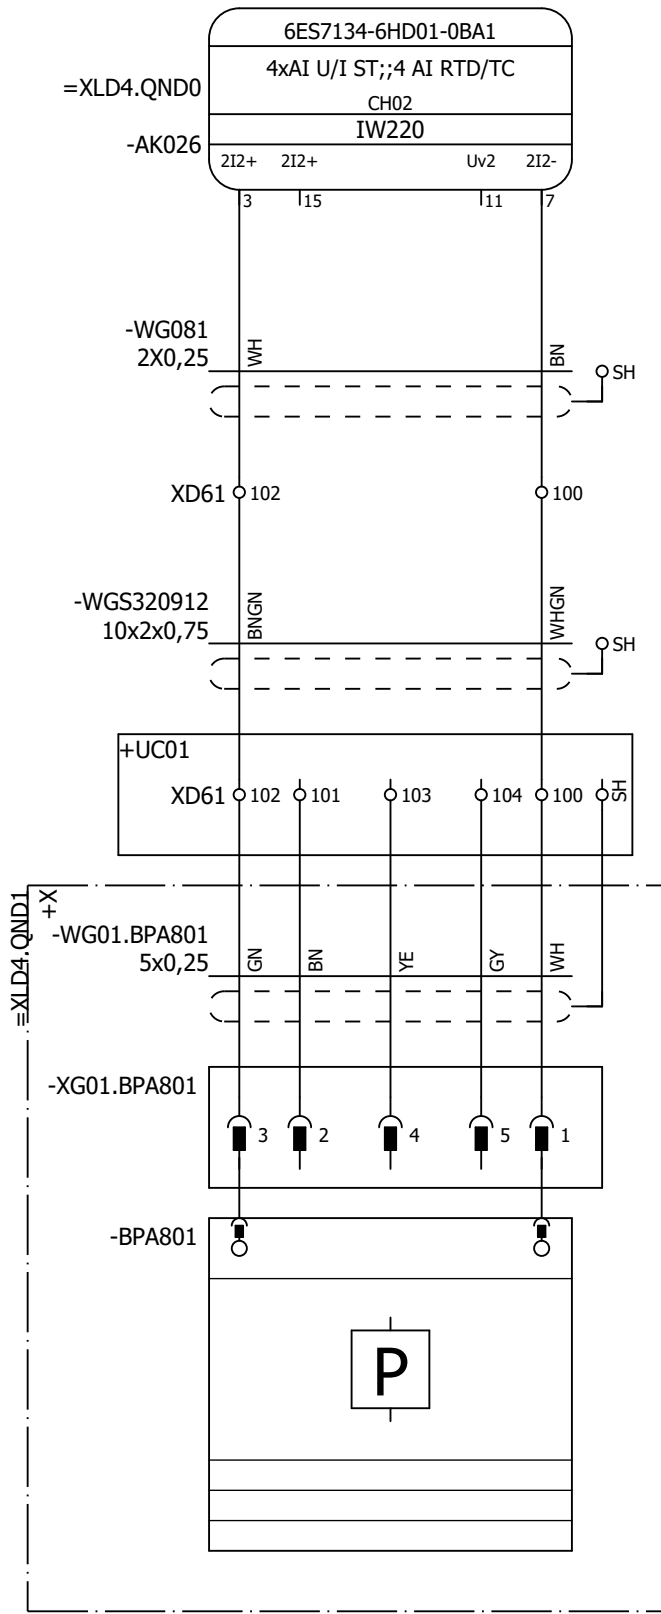 6ES7134-6HD01-0BA1
4xAI U/I ST;;4 AI RTD/TC
=XLD4.QND0
CH02
IW220
-AK026
2I2+ 2I2+ Uv2 2I2-
3 15 11 7
-WG081
2X0,25
WH BN
SH
XD61 102 100
-WGS320912
10x2x0,75
BNGN WHGN
SH
+UC01
XD61 102 101 103 104 100 SH
=XLD4.QND1
+X
-WG01.BPA801
5x0,25
GN BN YE GY WH
-XG01.BPA801
3 2 4 5 1
-BPA801
P